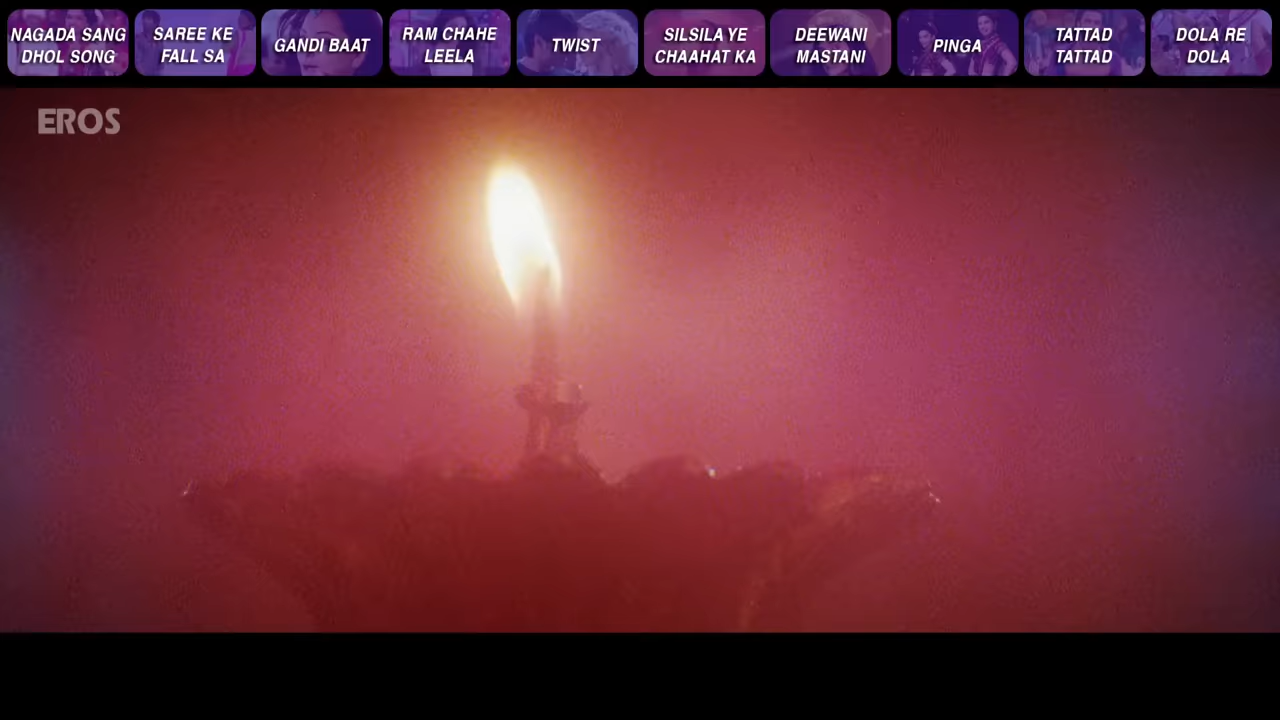 NAGADA SANG
DHOL SONG
SAREE KE
FALL SA
GANDI BAAT
RAM CHAHE
LEELA
TWIST
SILSILA YE
CHAAHAT KA
DEEWANI
MASTANI
PINGA
TATTAD
TATTAD
DOLA RE
DOLA
EROS